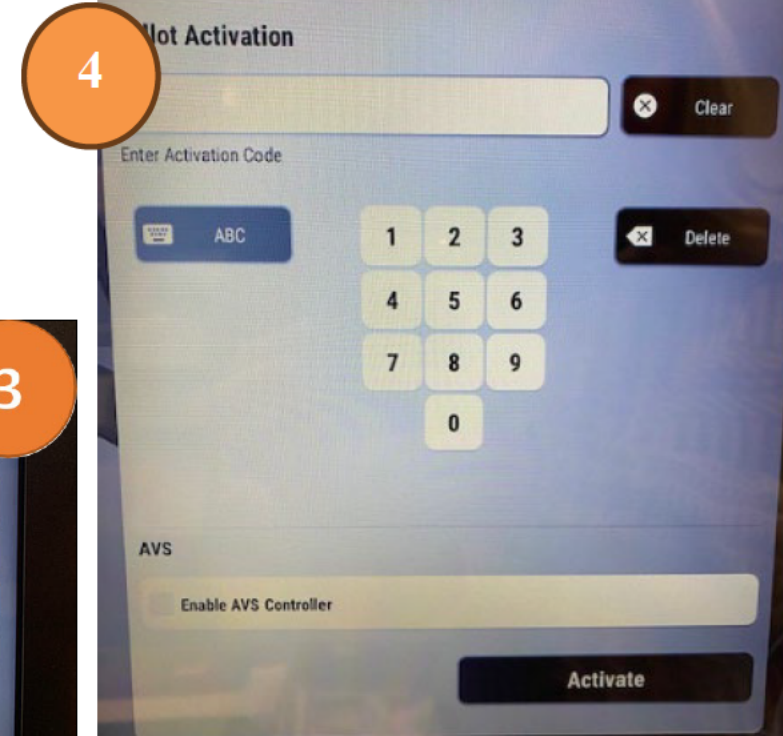 4
Activation
Clear
Enter Activation Code
ABC
1 2 3
Delete
4 5 6
3
7 8 9
0
AVS
Enable AVS Controller
Activate